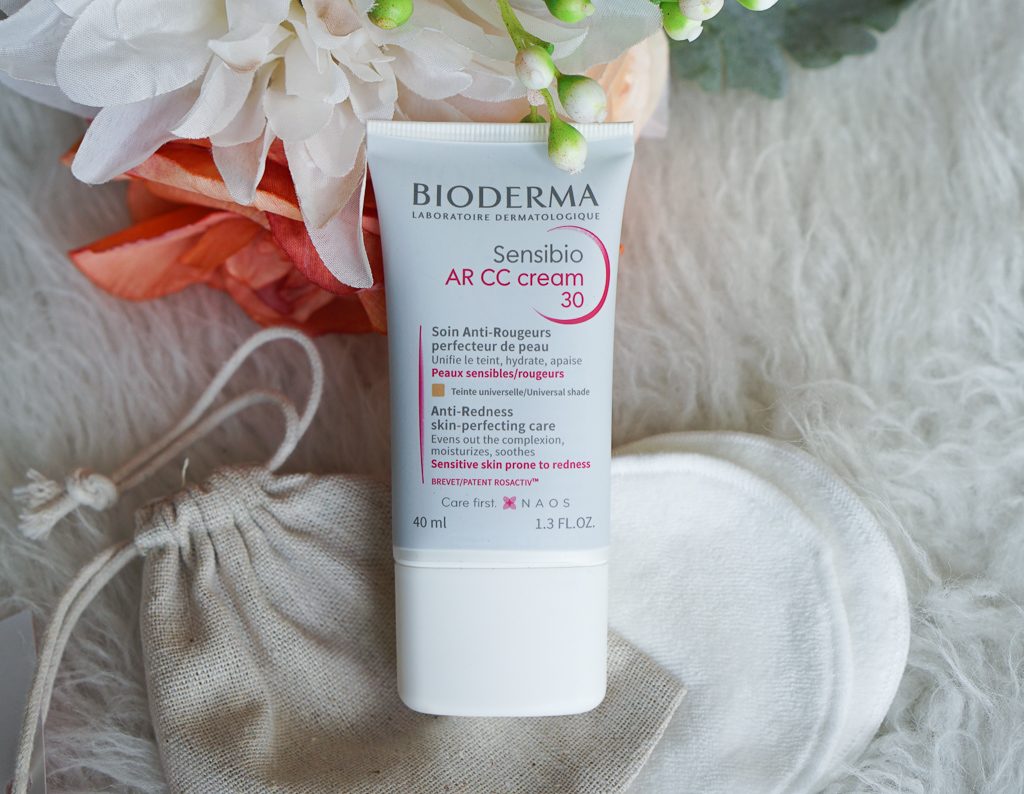 BIODERMA
LABORATOIRE DERMATOLOGIQUE
Sensibio
AR CC cream
30
Soin Anti-Rougeurs
perfecteur de peau
Unifie le teint, hydrate, apaise
Peaux sensibles/rougeurs
Teinte universelle/Universal shade
Anti-Redness
skin-perfecting care
Evens out the complexion,
moisturizes, soothes
Sensitive skin prone to redness
BREVET/PATENT ROSACTIV™
Care first. NAOS
40 ml 1.3 FL.OZ.